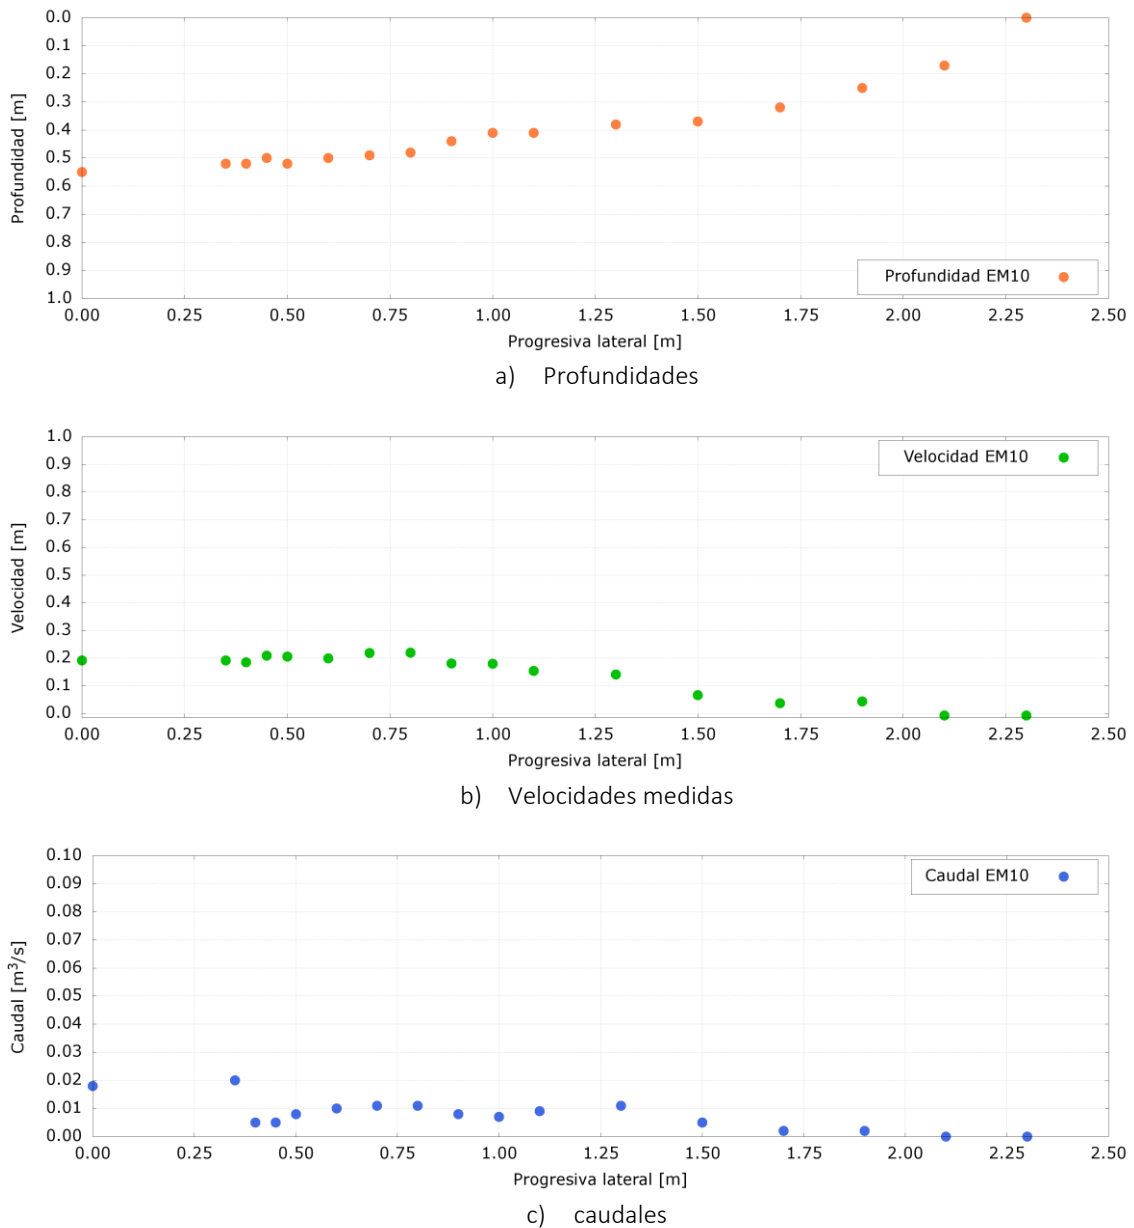 0.0
0.1
0.2
0.3
0.4
0.5
0.6
0.7
0.8
0.9
1.0
Profundidad [m]
Profundidad EM10
0.00 0.25 0.50 0.75 1.00 1.25 1.50 1.75 2.00 2.25 2.50
Progresiva lateral [m]
a) Profundidades
1.0
0.9
0.8
0.7
0.6
0.5
0.4
0.3
0.2
0.1
0.0
Velocidad [m]
Velocidad EM10
0.00 0.25 0.50 0.75 1.00 1.25 1.50 1.75 2.00 2.25 2.50
Progresiva lateral [m]
b) Velocidades medidas
0.10
0.09
0.08
0.07
0.06
0.05
0.04
0.03
0.02
0.01
0.00
Caudal [m³/s]
Caudal EM10
0.00 0.25 0.50 0.75 1.00 1.25 1.50 1.75 2.00 2.25 2.50
Progresiva lateral [m]
c) caudales